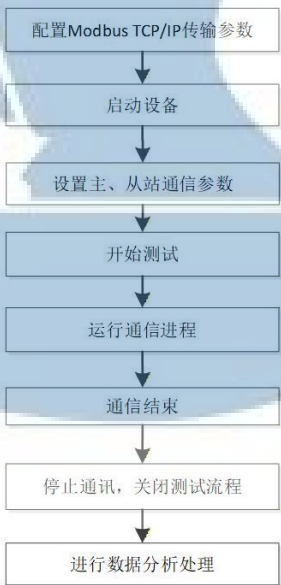 配置Modbus TCP/IP传输参数
启动设备
设置主、从站通信参数
开始测试
运行通信进程
通信结束
停止通讯，关闭测试流程
进行数据分析处理